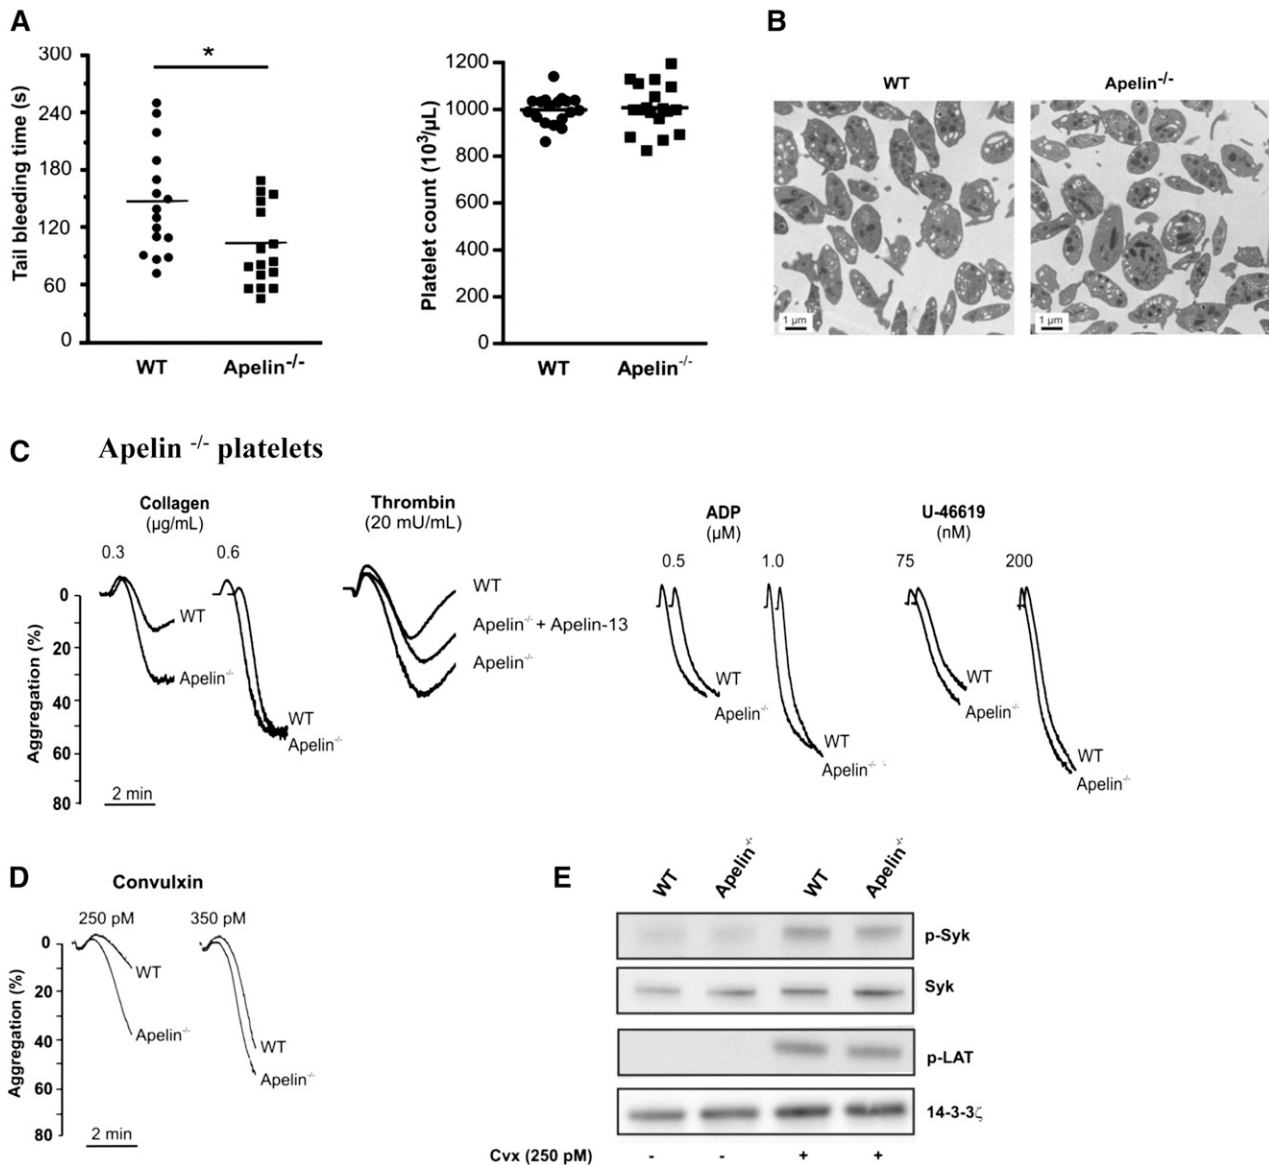 A
Tail bleeding time (s)
300
240
180
120
60
0
*
WT
Apelin-/-
Platelet count (10³/µL)
1200
1000
800
600
400
200
0
WT
Apelin-/-
B
WT
Apelin-/-
1 µm
1 µm
C
Apelin -/- platelets
Collagen
(µg/mL)
0.3
0.6
Aggregation (%)
0
20
40
60
80
WT
Apelin-/-
WT
Apelin-/-
2 min
Thrombin
(20 mU/mL)
WT
Apelin-/- + Apelin-13
Apelin-/-
ADP
(µM)
0.5
1.0
WT
Apelin-/-
WT
Apelin-/-
U-46619
(nM)
75
200
WT
Apelin-/-
WT
Apelin-/-
D
Convulxin
250 pM
350 pM
Aggregation (%)
0
20
40
60
80
WT
Apelin-/-
WT
Apelin-/-
2 min
E
WT
Apelin-/-
WT
Apelin-/-
p-Syk
Syk
p-LAT
14-3-3ζ
Cvx (250 pM)
-
-
+
+